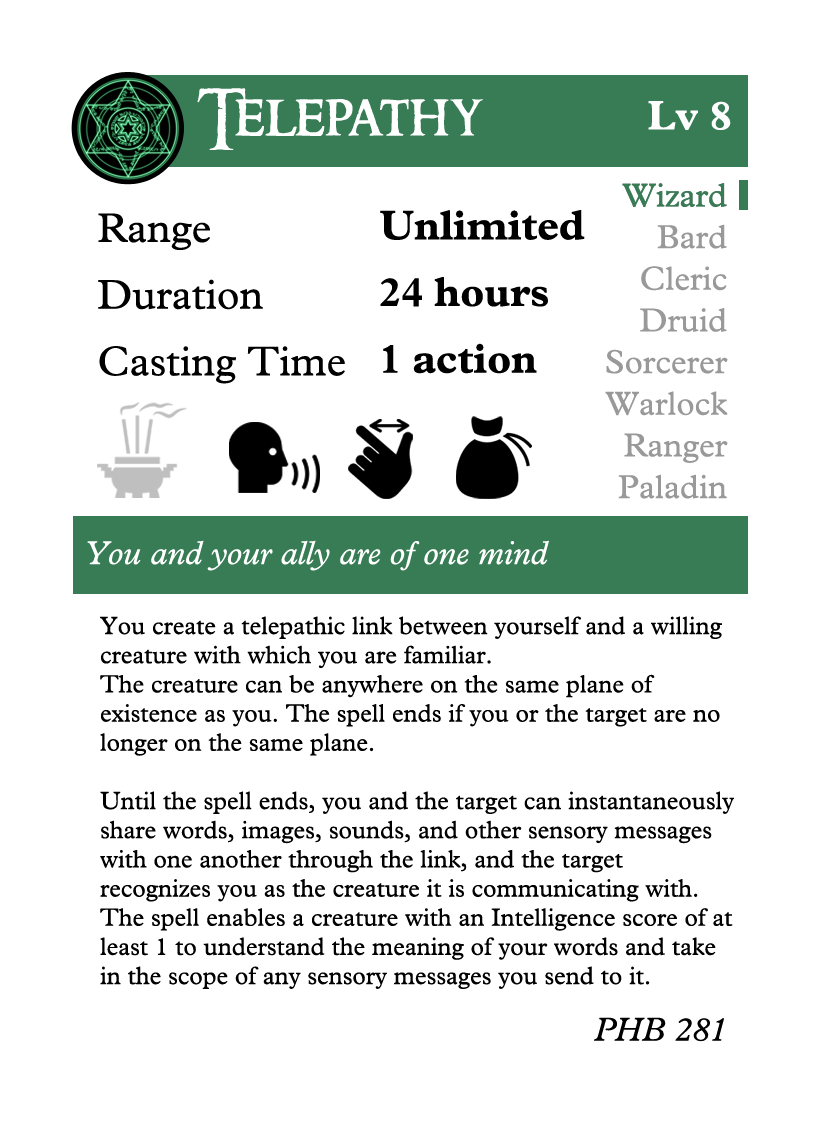 TELEPATHY Lv 8
Wizard
Range Unlimited
Bard
Cleric
Duration 24 hours
Druid
Casting Time 1 action
Sorcerer
Warlock
Ranger
Paladin
You and your ally are of one mind
You create a telepathic link between yourself and a willing
creature with which you are familiar.
The creature can be anywhere on the same plane of
existence as you. The spell ends if you or the target are no
longer on the same plane.
Until the spell ends, you and the target can instantaneously
share words, images, sounds, and other sensory messages
with one another through the link, and the target
recognizes you as the creature it is communicating with.
The spell enables a creature with an Intelligence score of at
least 1 to understand the meaning of your words and take
in the scope of any sensory messages you send to it.
PHB 281